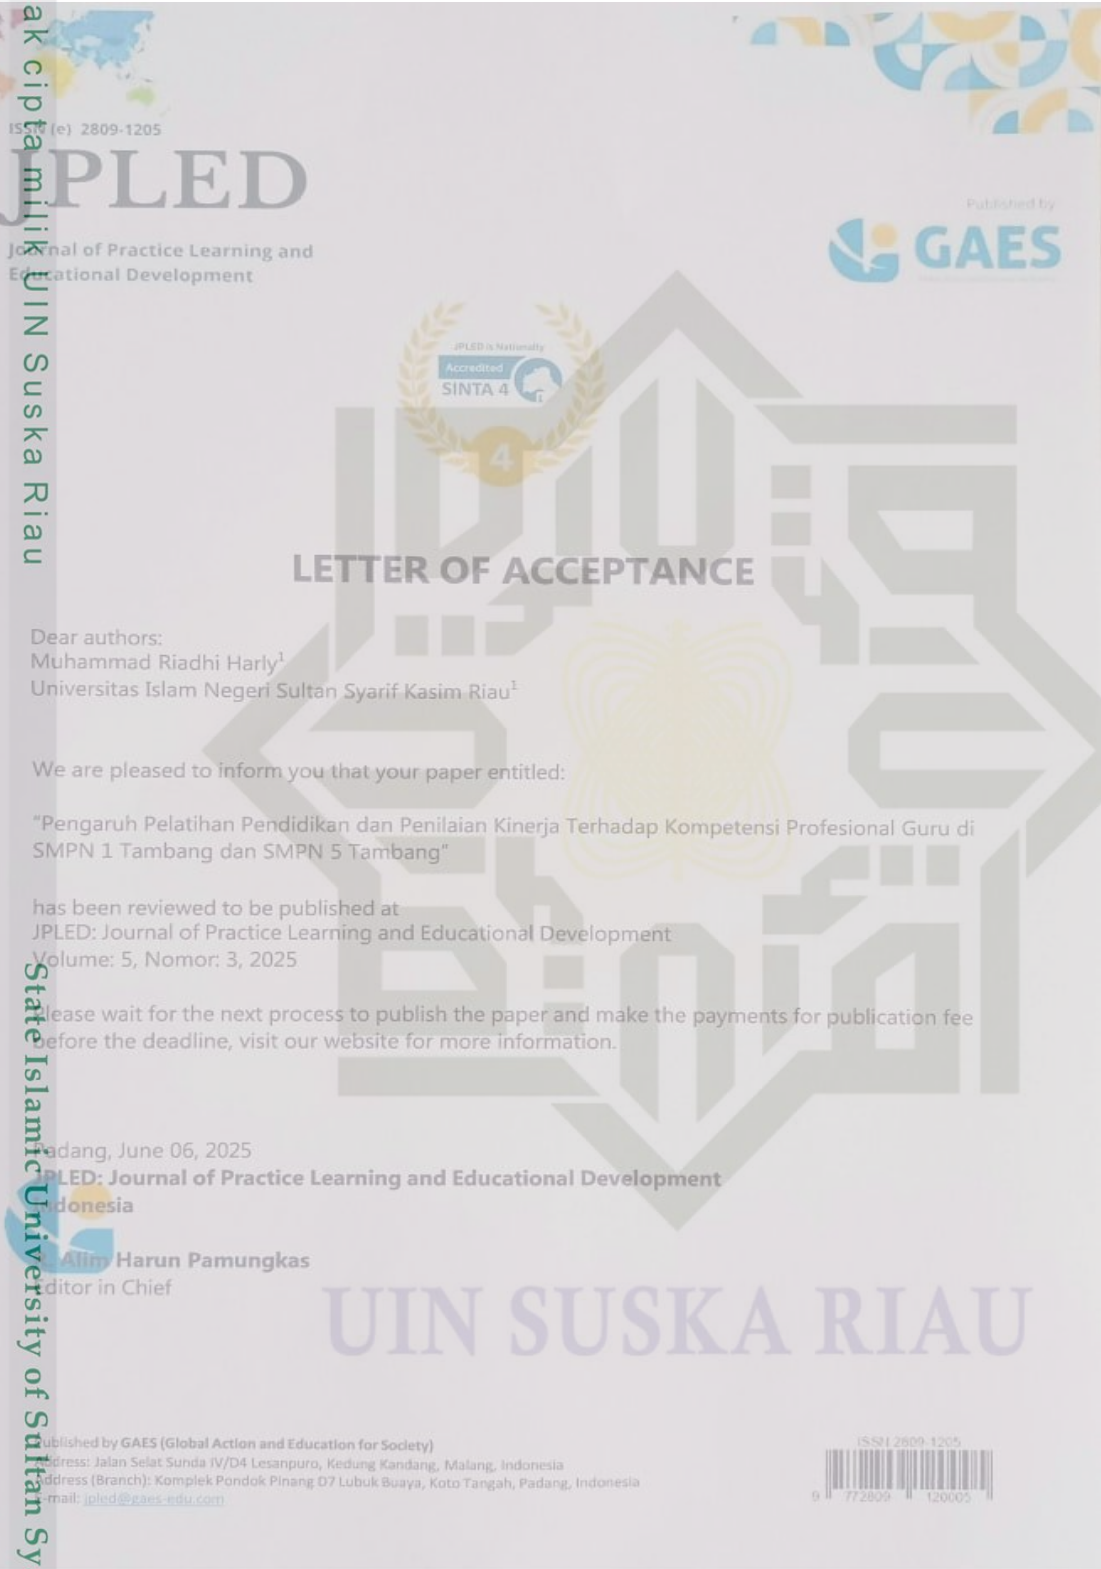 ak cipta milik UIN Suska Riau
State Islamic University of Sultan Sy
ISSN (e) 2809-1205
JPLED
Journal of Practice Learning and
Educational Development
Published by
GAES
JPLED is Nationally
Accredited
SINTA 4
4
LETTER OF ACCEPTANCE
Dear authors:
Muhammad Riadhi Harly¹
Universitas Islam Negeri Sultan Syarif Kasim Riau¹
We are pleased to inform you that your paper entitled:
“Pengaruh Pelatihan Pendidikan dan Penilaian Kinerja Terhadap Kompetensi Profesional Guru di
SMPN 1 Tambang dan SMPN 5 Tambang”
has been reviewed to be published at
JPLED: Journal of Practice Learning and Educational Development
Volume: 5, Nomor: 3, 2025
Please wait for the next process to publish the paper and make the payments for publication fee
before the deadline, visit our website for more information.
Padang, June 06, 2025
JPLED: Journal of Practice Learning and Educational Development
Indonesia
Alim Harun Pamungkas
Editor in Chief
UIN SUSKA RIAU
Published by GAES (Global Action and Education for Society)
Address: Jalan Selat Sunda IV/D4 Lesanpuro, Kedung Kandang, Malang, Indonesia
Address (Branch): Komplek Pondok Pinang D7 Lubuk Buaya, Koto Tangah, Padang, Indonesia
E-mail: jpled@gaes-edu.com
ISSN 2809-1205
9 772809 120005